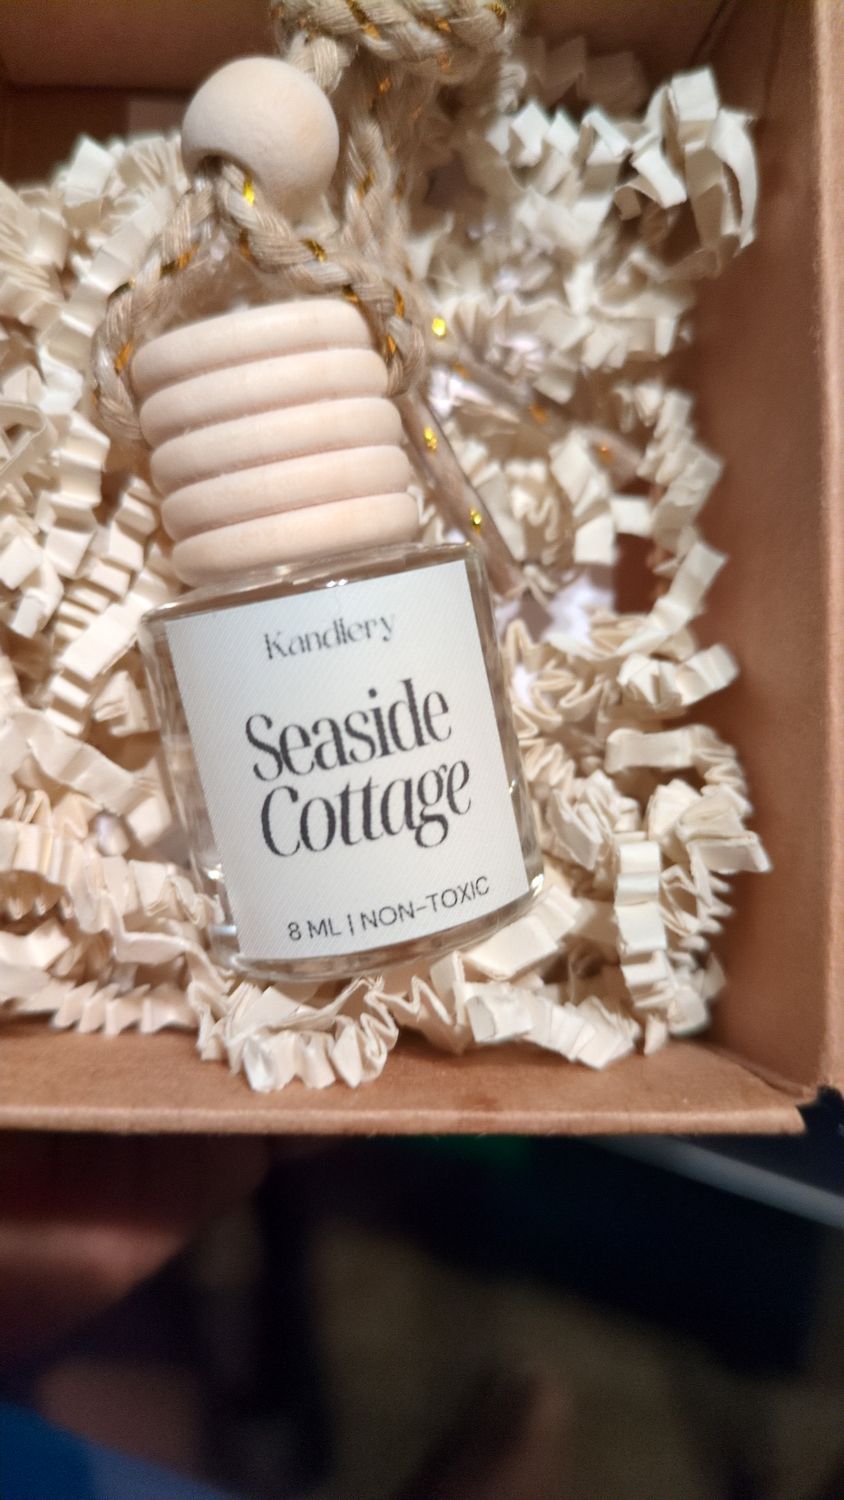 Kandlery
Seaside
Cottage
8 ML | NON-TOXIC